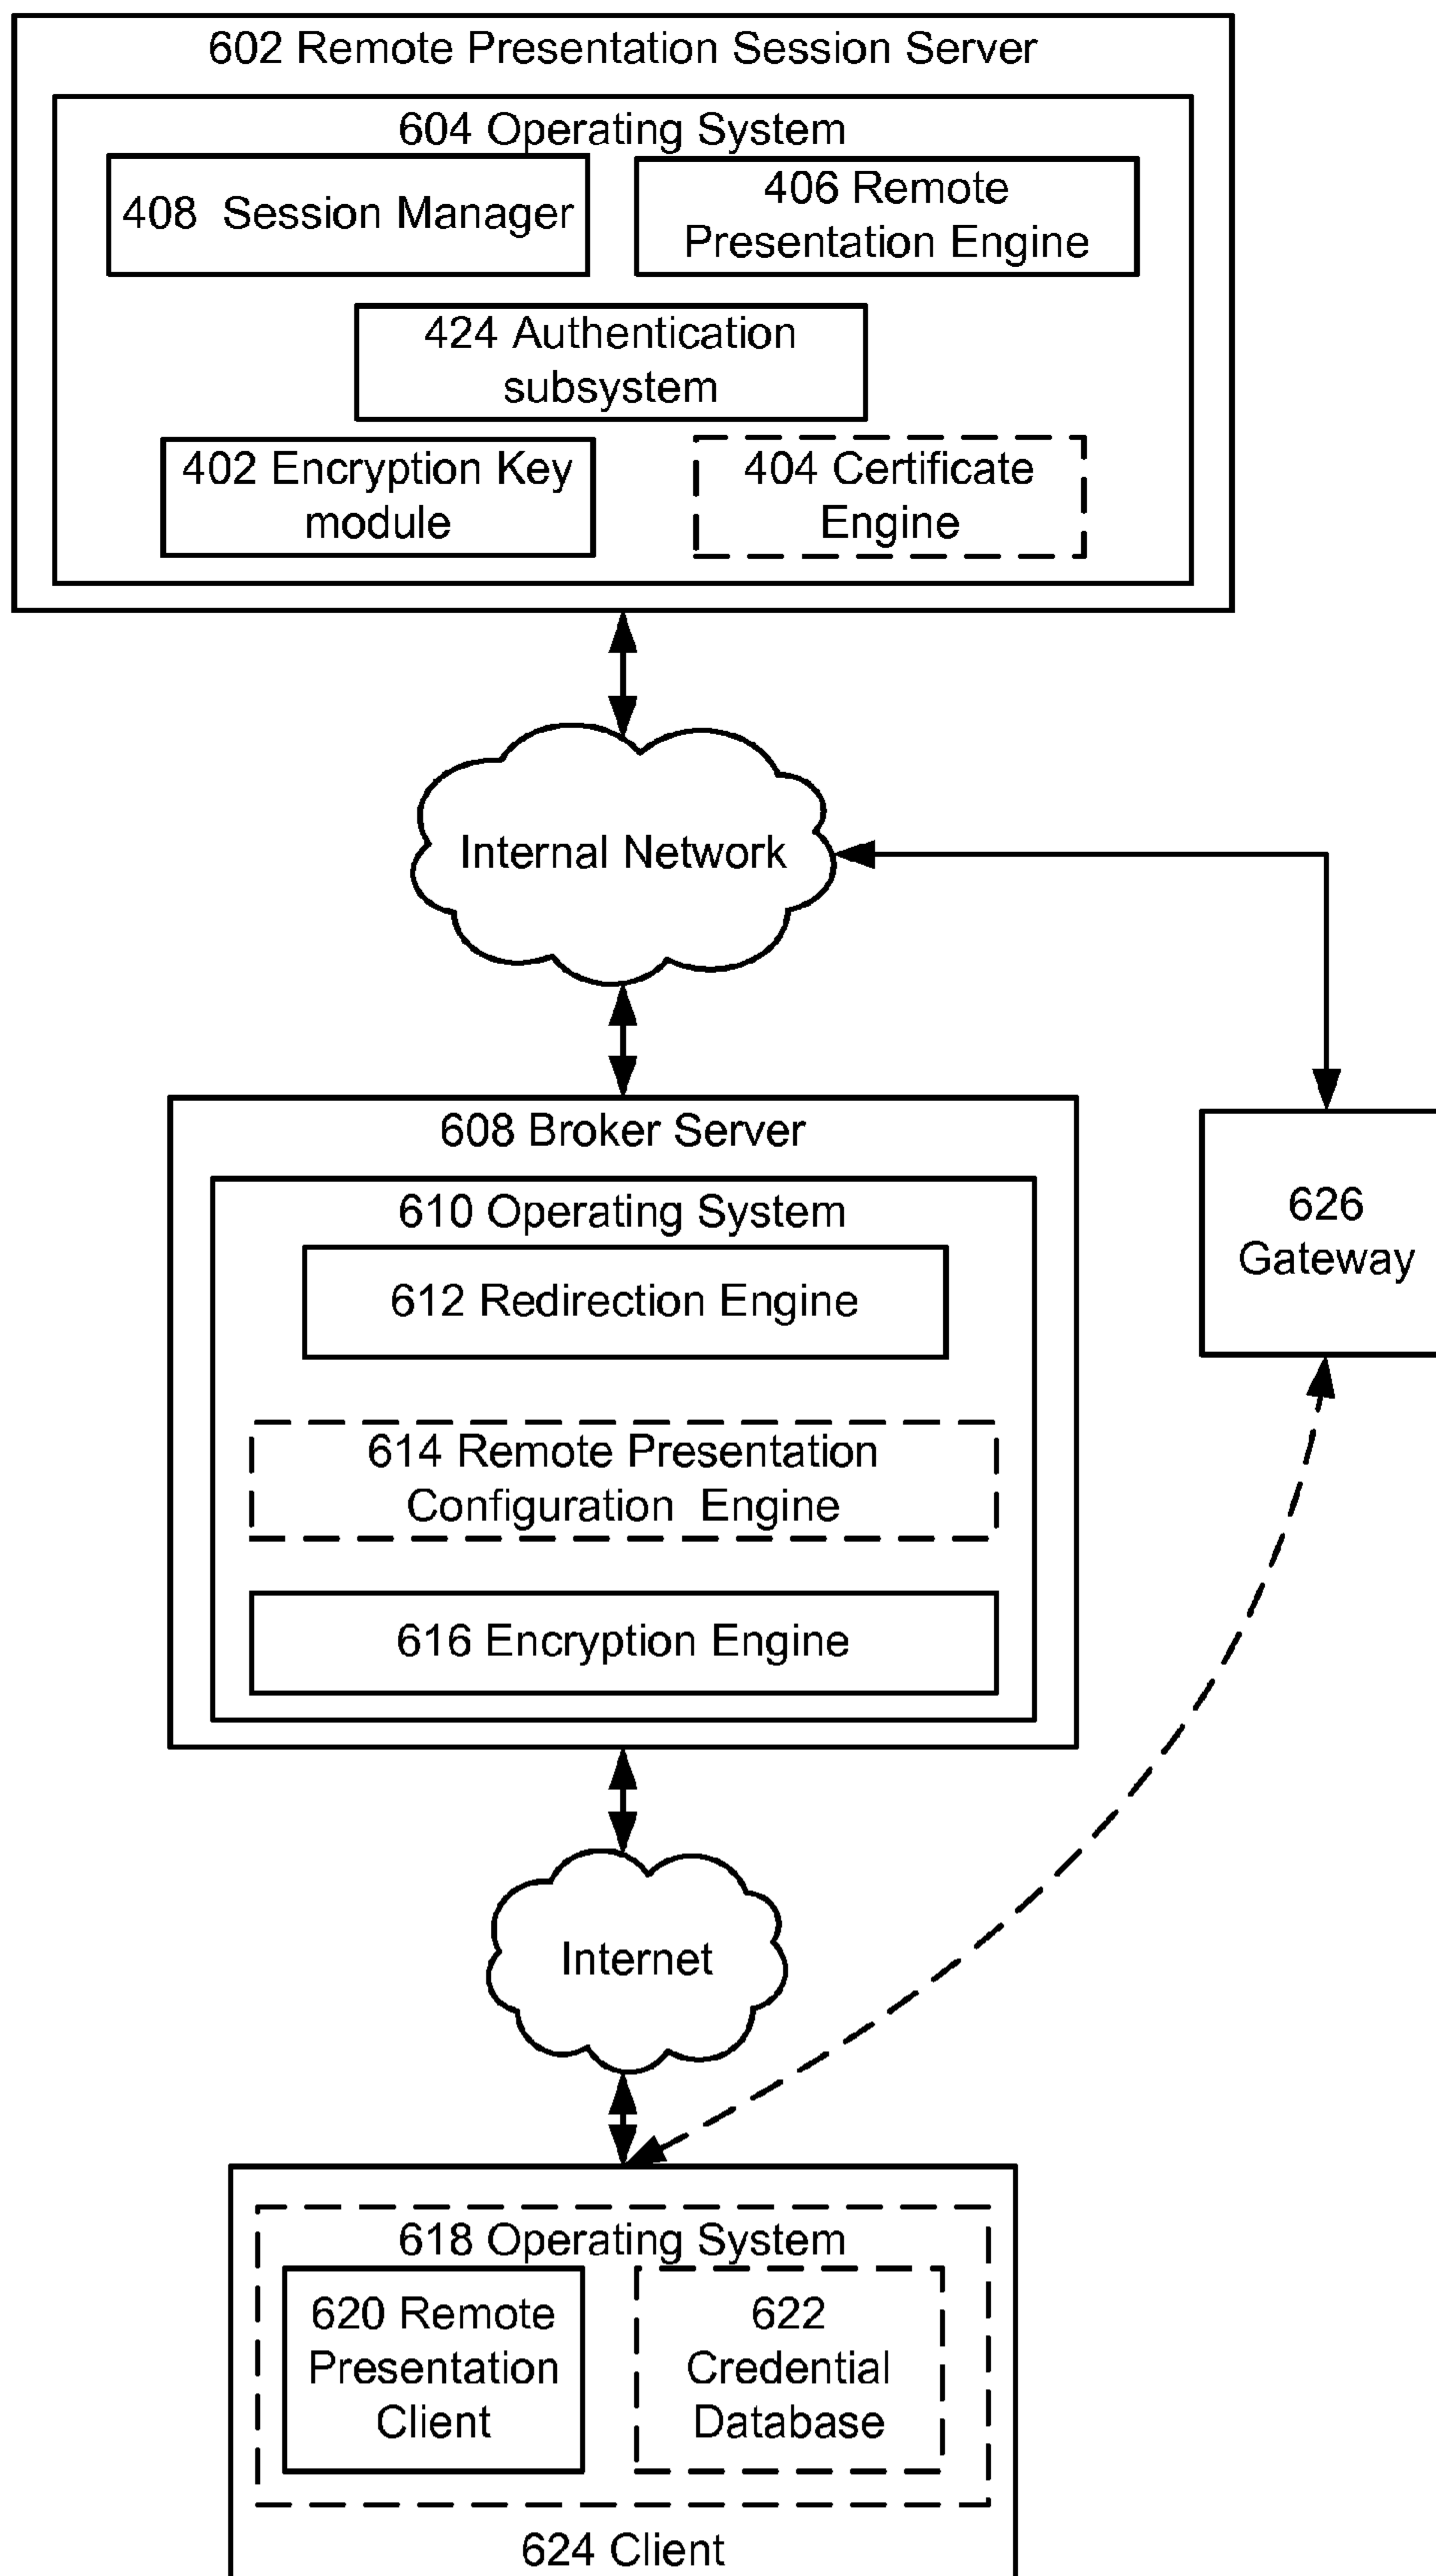 602 Remote Presentation Session Server
604 Operating System
408 Session Manager
406 Remote
Presentation Engine
424 Authentication
subsystem
402 Encryption Key
module
404 Certificate
Engine
Internal Network
608 Broker Server
610 Operating System
612 Redirection Engine
626
Gateway
614 Remote Presentation
Configuration Engine
616 Encryption Engine
Internet
618 Operating System
620 Remote
Presentation
Client
622
Credential
Database
624 Client